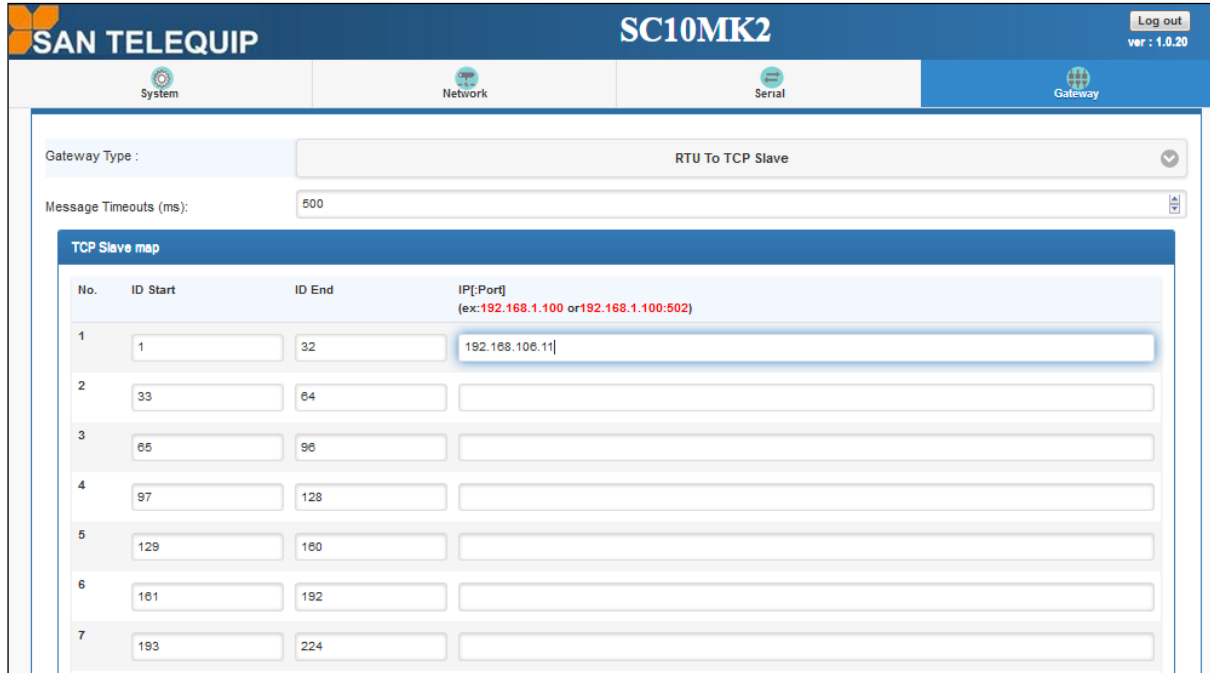 SAN TELEQUIP
SC10MK2
Log out
ver : 1.0.20
System
Network
Serial
Gateway
Gateway Type :
RTU To TCP Slave
Message Timeouts (ms):
500
TCP Slave map
No. ID Start ID End IP[:Port]
(ex:192.168.1.100 or192.168.1.100:502)
1 1 32 192.168.106.11
2 33 64
3 65 96
4 97 128
5 129 160
6 161 192
7 193 224